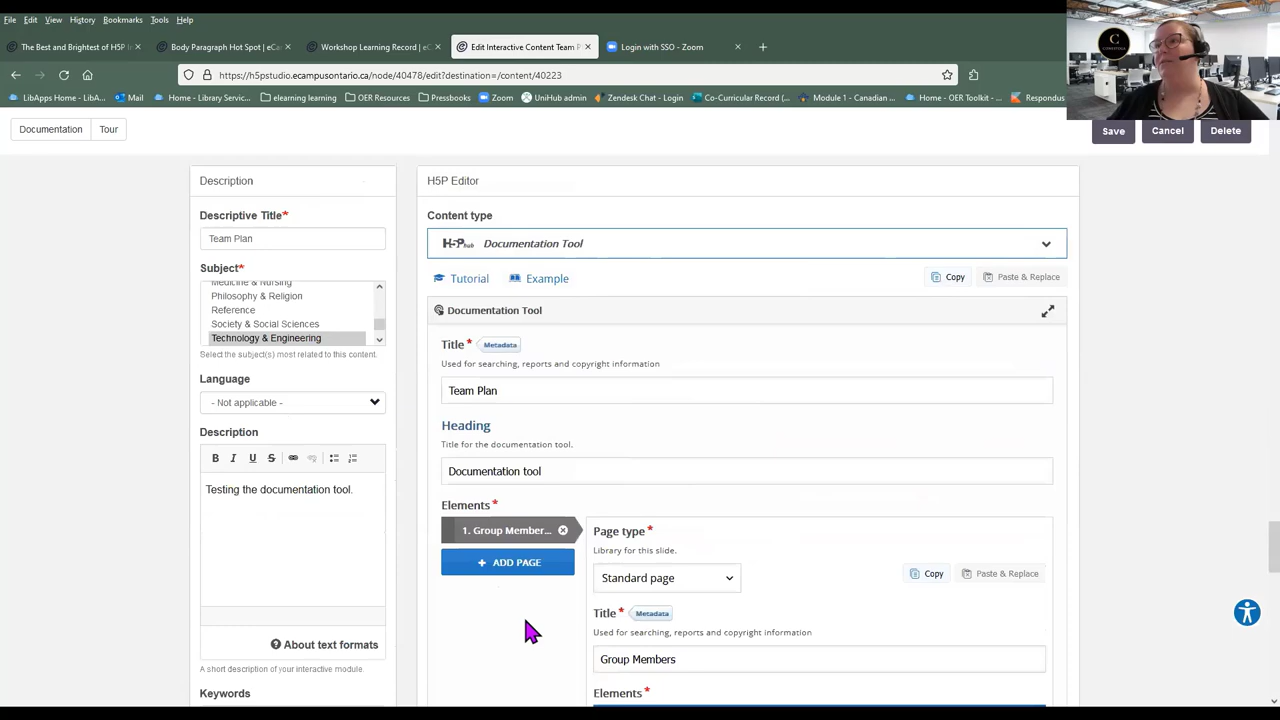 File Edit View History Bookmarks Tools Help
The Best and Brightest of H5P In
Body Paragraph Hot Spot | eCa
Workshop Learning Record | eC
Edit Interactive Content Team P
Login with SSO - Zoom
https://h5pstudio.ecampusontario.ca/node/40478/edit?destination=/content/40223
LibApps Home - LibA... Mail Home - Library Servic... elearning learning OER Resources Pressbooks Zoom UniHub admin Zendesk Chat - Login Co-Curricular Record (... Module 1 - Canadian ... Home - OER Toolkit -... Respondus
C
CONESTOGA
Documentation Tour
Save Cancel Delete
Description
Descriptive Title*
Team Plan
Subject*
Medicine & Nursing
Philosophy & Religion
Reference
Society & Social Sciences
Technology & Engineering
Select the subject(s) most related to this content.
Language
- Not applicable -
Description
B I U S
Testing the documentation tool.
About text formats
A short description of your interactive module.
Keywords
H5P Editor
Content type
H5P hub Documentation Tool
Tutorial Example
Copy Paste & Replace
Documentation Tool
Title * Metadata
Used for searching, reports and copyright information
Team Plan
Heading
Title for the documentation tool.
Documentation tool
Elements *
1. Group Member...
+ ADD PAGE
Page type *
Library for this slide.
Standard page
Copy Paste & Replace
Title * Metadata
Used for searching, reports and copyright information
Group Members
Elements *